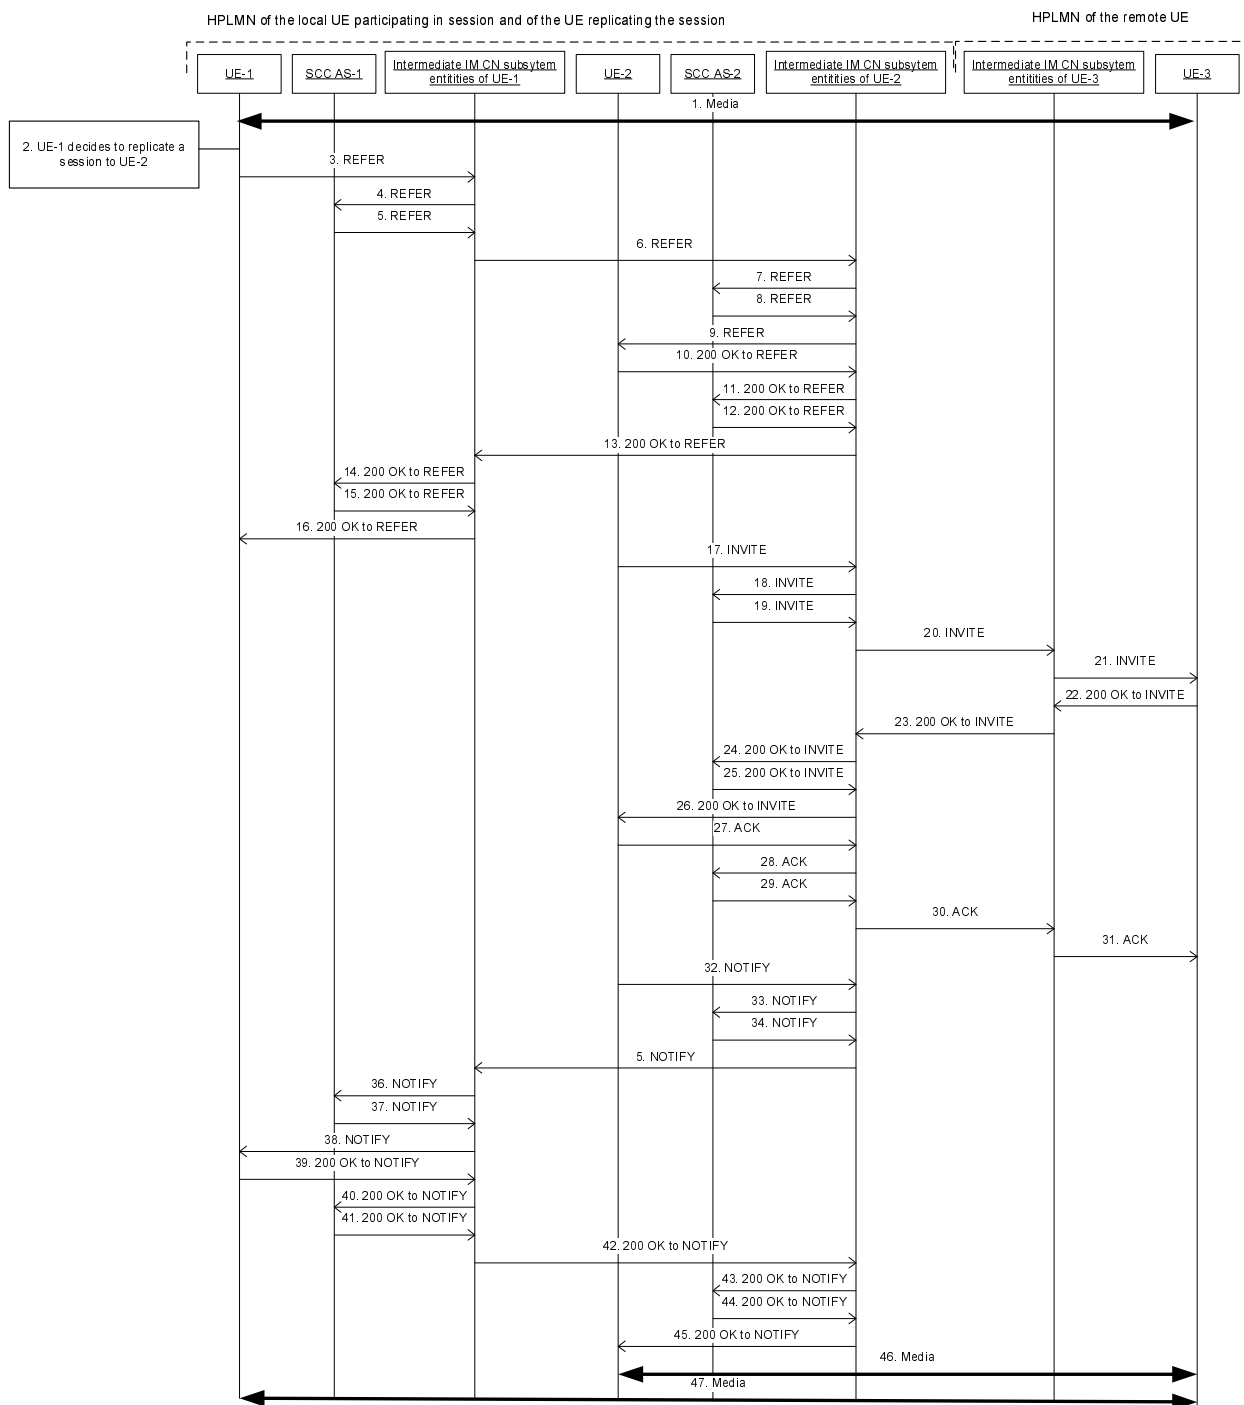 HPLMN of the local UE participating in session and of the UE replicating the session
HPLMN of the remote UE
UE-1
SCC AS-1
Intermediate IM CN subsytem
entitities of UE-1
UE-2
SCC AS-2
Intermediate IM CN subsytem
entitities of UE-2
Intermediate IM CN subsytem
entitities of UE-3
UE-3
1. Media
2. UE-1 decides to replicate a
session to UE-2
3. REFER
4. REFER
5. REFER
6. REFER
7. REFER
8. REFER
9. REFER
10. 200 OK to REFER
11. 200 OK to REFER
12. 200 OK to REFER
13. 200 OK to REFER
14. 200 OK to REFER
15. 200 OK to REFER
16. 200 OK to REFER
17. INVITE
18. INVITE
19. INVITE
20. INVITE
21. INVITE
22. 200 OK to INVITE
23. 200 OK to INVITE
24. 200 OK to INVITE
25. 200 OK to INVITE
26. 200 OK to INVITE
27. ACK
28. ACK
29. ACK
30. ACK
31. ACK
32. NOTIFY
33. NOTIFY
34. NOTIFY
5. NOTIFY
36. NOTIFY
37. NOTIFY
38. NOTIFY
39. 200 OK to NOTIFY
40. 200 OK to NOTIFY
41. 200 OK to NOTIFY
42. 200 OK to NOTIFY
43. 200 OK to NOTIFY
44. 200 OK to NOTIFY
45. 200 OK to NOTIFY
46. Media
47. Media